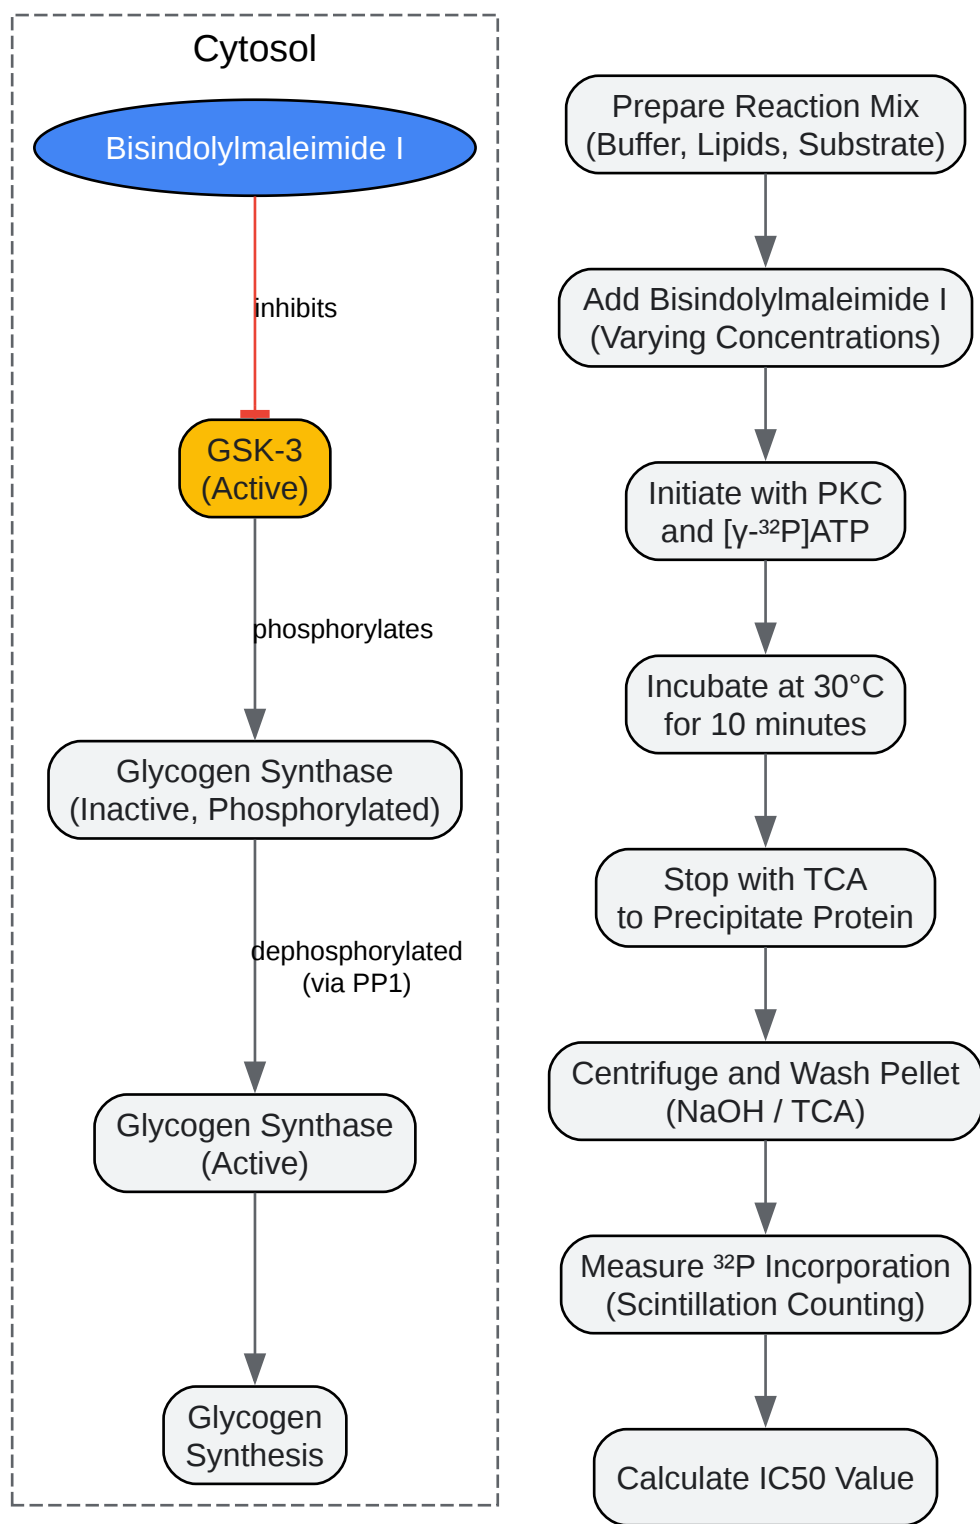 Cytosol
Bisindolylmaleimide I
inhibits
GSK-3
(Active)
phosphorylates
Glycogen Synthase
(Inactive, Phosphorylated)
dephosphorylated
(via PP1)
Glycogen Synthase
(Active)
Glycogen
Synthesis
Prepare Reaction Mix
(Buffer, Lipids, Substrate)
Add Bisindolylmaleimide I
(Varying Concentrations)
Initiate with PKC
and [γ-³²P]ATP
Incubate at 30°C
for 10 minutes
Stop with TCA
to Precipitate Protein
Centrifuge and Wash Pellet
(NaOH / TCA)
Measure ³²P Incorporation
(Scintillation Counting)
Calculate IC50 Value